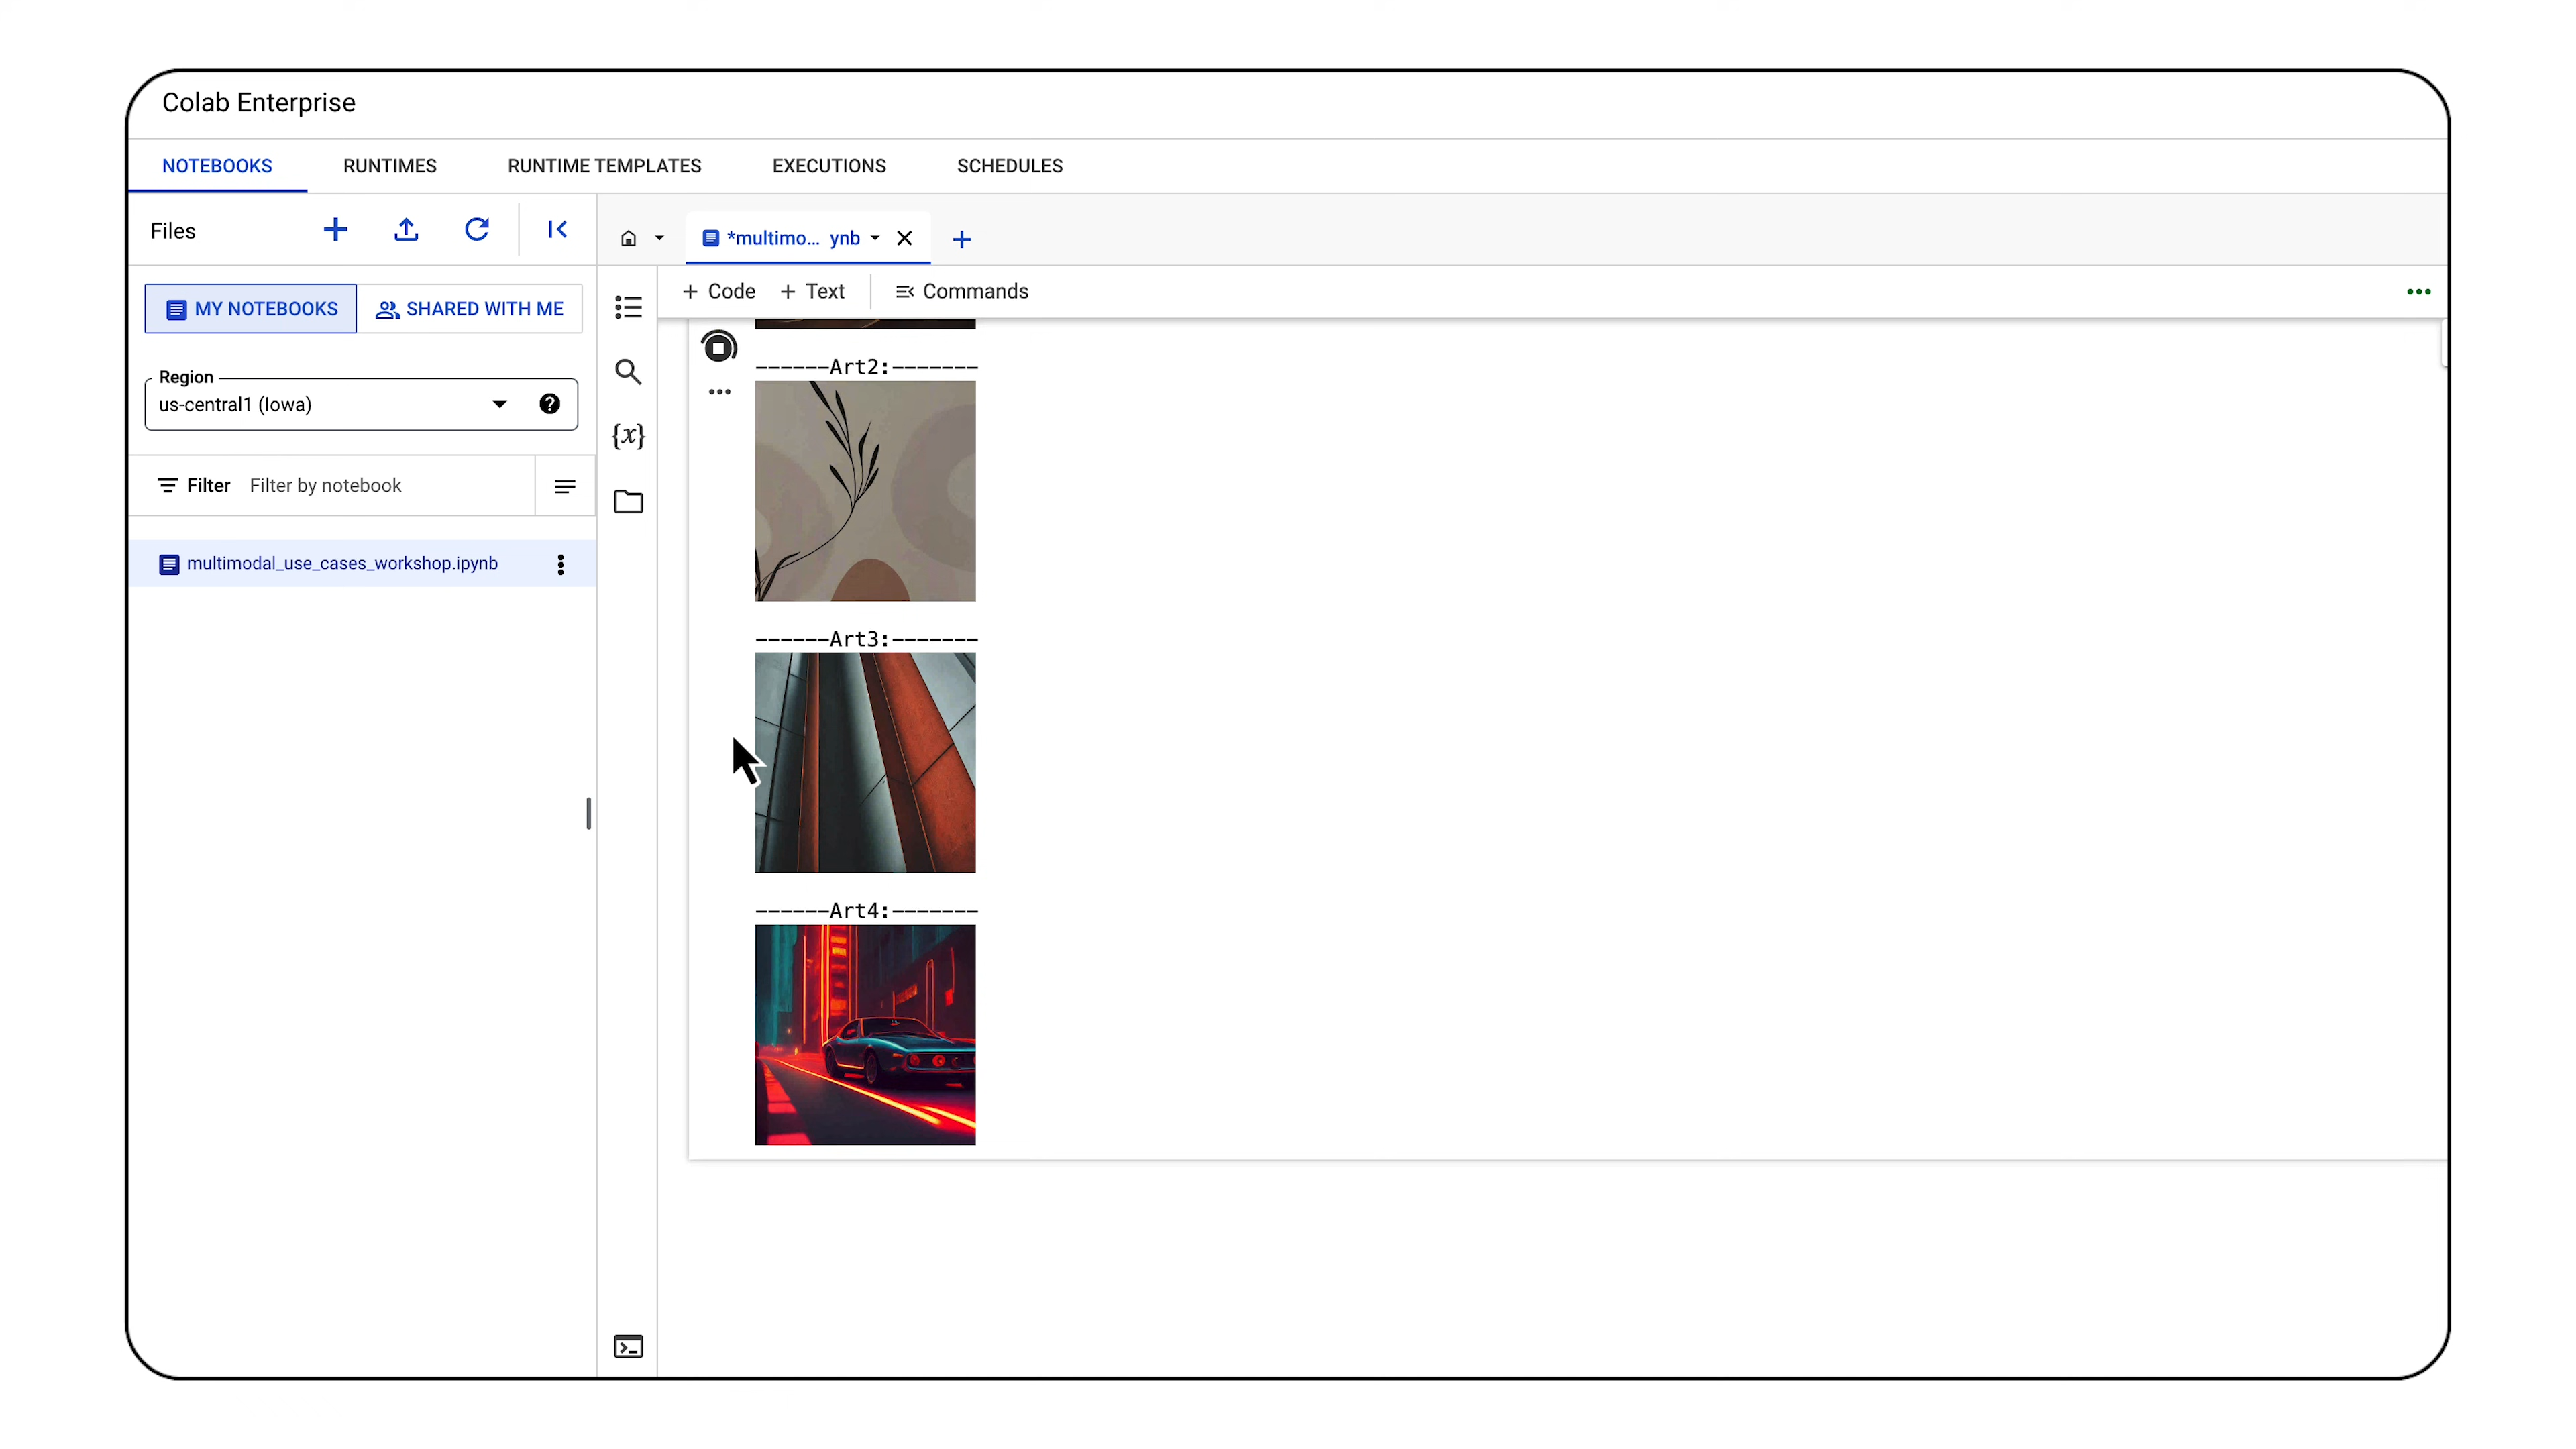 Colab Enterprise
NOTEBOOKS RUNTIMES RUNTIME TEMPLATES EXECUTIONS SCHEDULES
Files
*multimo... ynb
MY NOTEBOOKS SHARED WITH ME
+ Code + Text Commands
Region
us-central1 (Iowa)
{x}
Filter Filter by notebook
multimodal_use_cases_workshop.ipynb
------Art2:-------
------Art3:-------
------Art4:-------